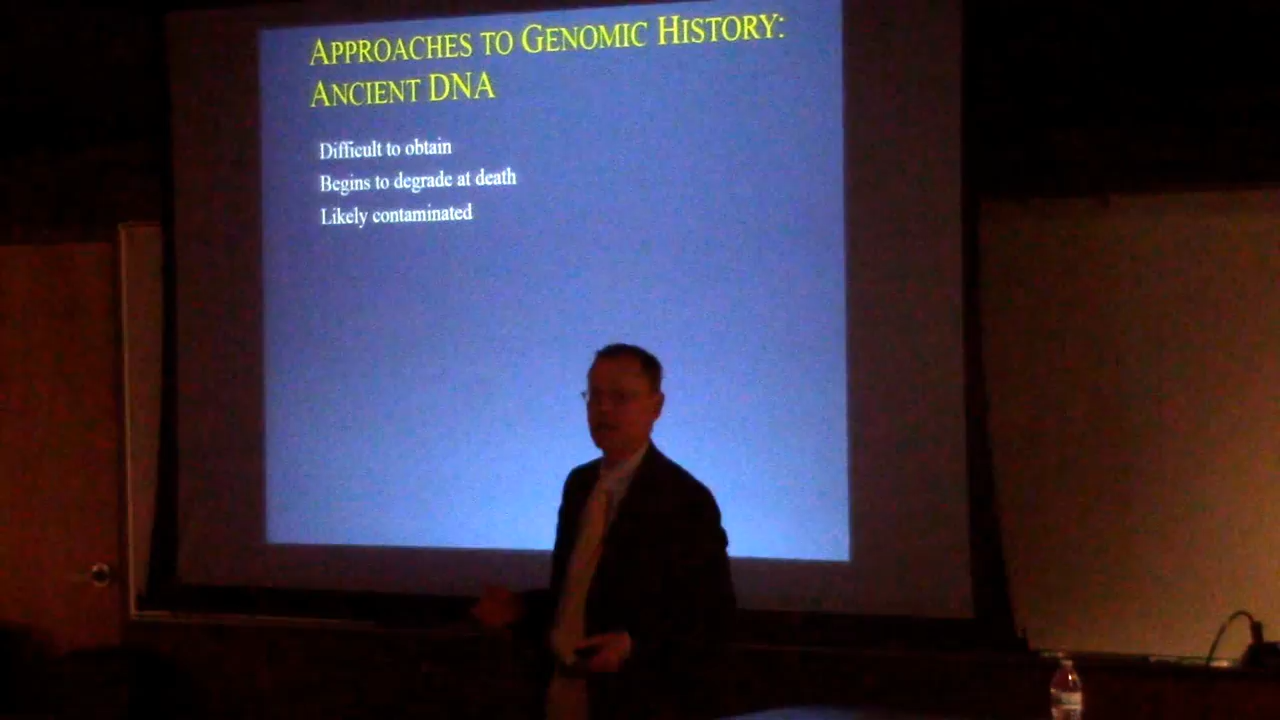 APPROACHES TO GENOMIC HISTORY:
ANCIENT DNA
Difficult to obtain
Begins to degrade at death
Likely contaminated